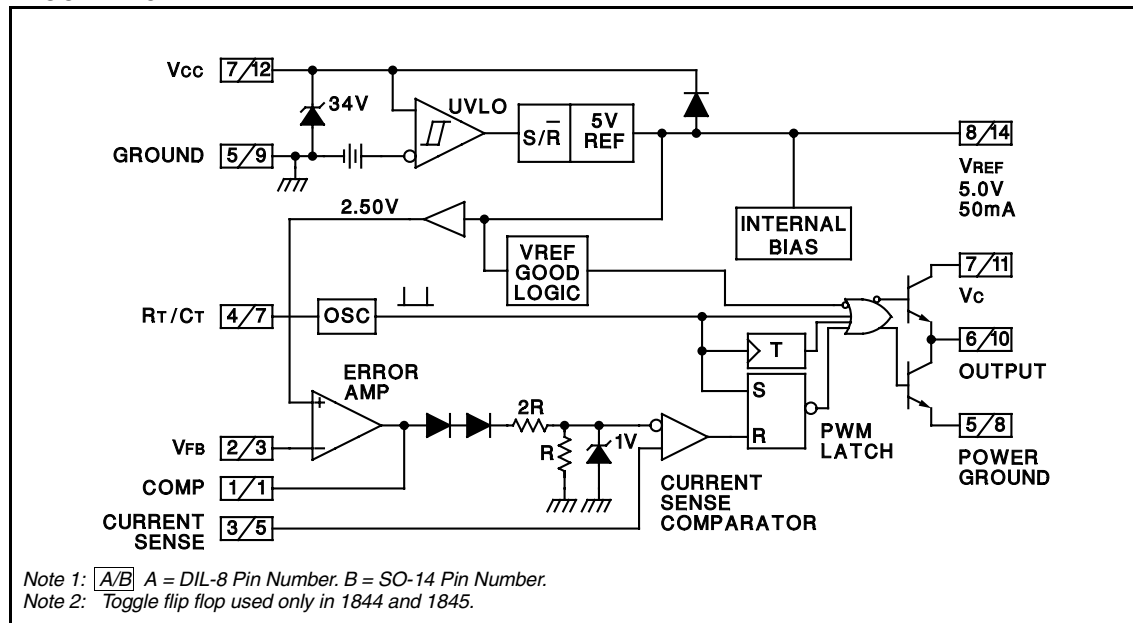 Vcc 7/12
34V
UVLO
S/R̅
5V
REF
GROUND 5/9
8/14
VREF
5.0V
50mA
2.50V
INTERNAL
BIAS
VREF
GOOD
LOGIC
7/11
Vc
RT/CT 4/7
OSC
T
6/10
OUTPUT
ERROR
AMP
+
−
S
R
PWM
LATCH
2R
R
1V
VFB 2/3
5/8
POWER
GROUND
COMP 1/1
CURRENT
SENSE
COMPARATOR
CURRENT
SENSE
3/5
Note 1: A/B A = DIL-8 Pin Number. B = SO-14 Pin Number.
Note 2: Toggle flip flop used only in 1844 and 1845.